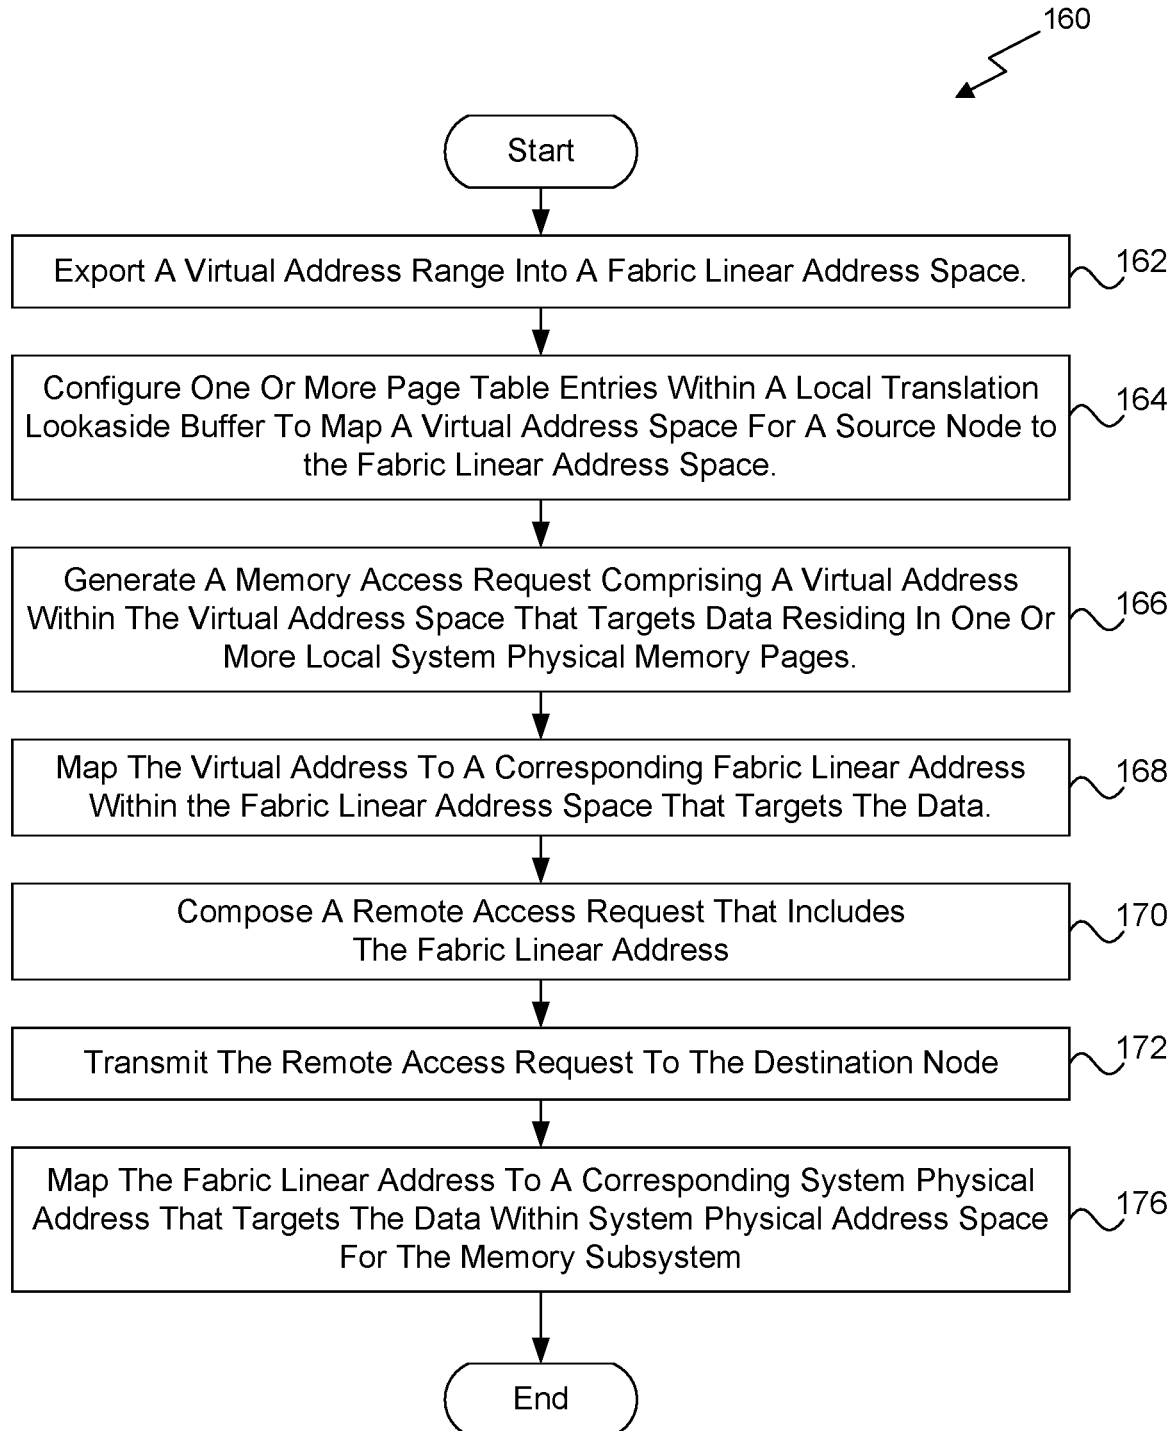 160
Start
Export A Virtual Address Range Into A Fabric Linear Address Space.
162
Configure One Or More Page Table Entries Within A Local Translation
Lookaside Buffer To Map A Virtual Address Space For A Source Node to
the Fabric Linear Address Space.
164
Generate A Memory Access Request Comprising A Virtual Address
Within The Virtual Address Space That Targets Data Residing In One Or
More Local System Physical Memory Pages.
166
Map The Virtual Address To A Corresponding Fabric Linear Address
Within the Fabric Linear Address Space That Targets The Data.
168
Compose A Remote Access Request That Includes
The Fabric Linear Address
170
Transmit The Remote Access Request To The Destination Node
172
Map The Fabric Linear Address To A Corresponding System Physical
Address That Targets The Data Within System Physical Address Space
For The Memory Subsystem
176
End